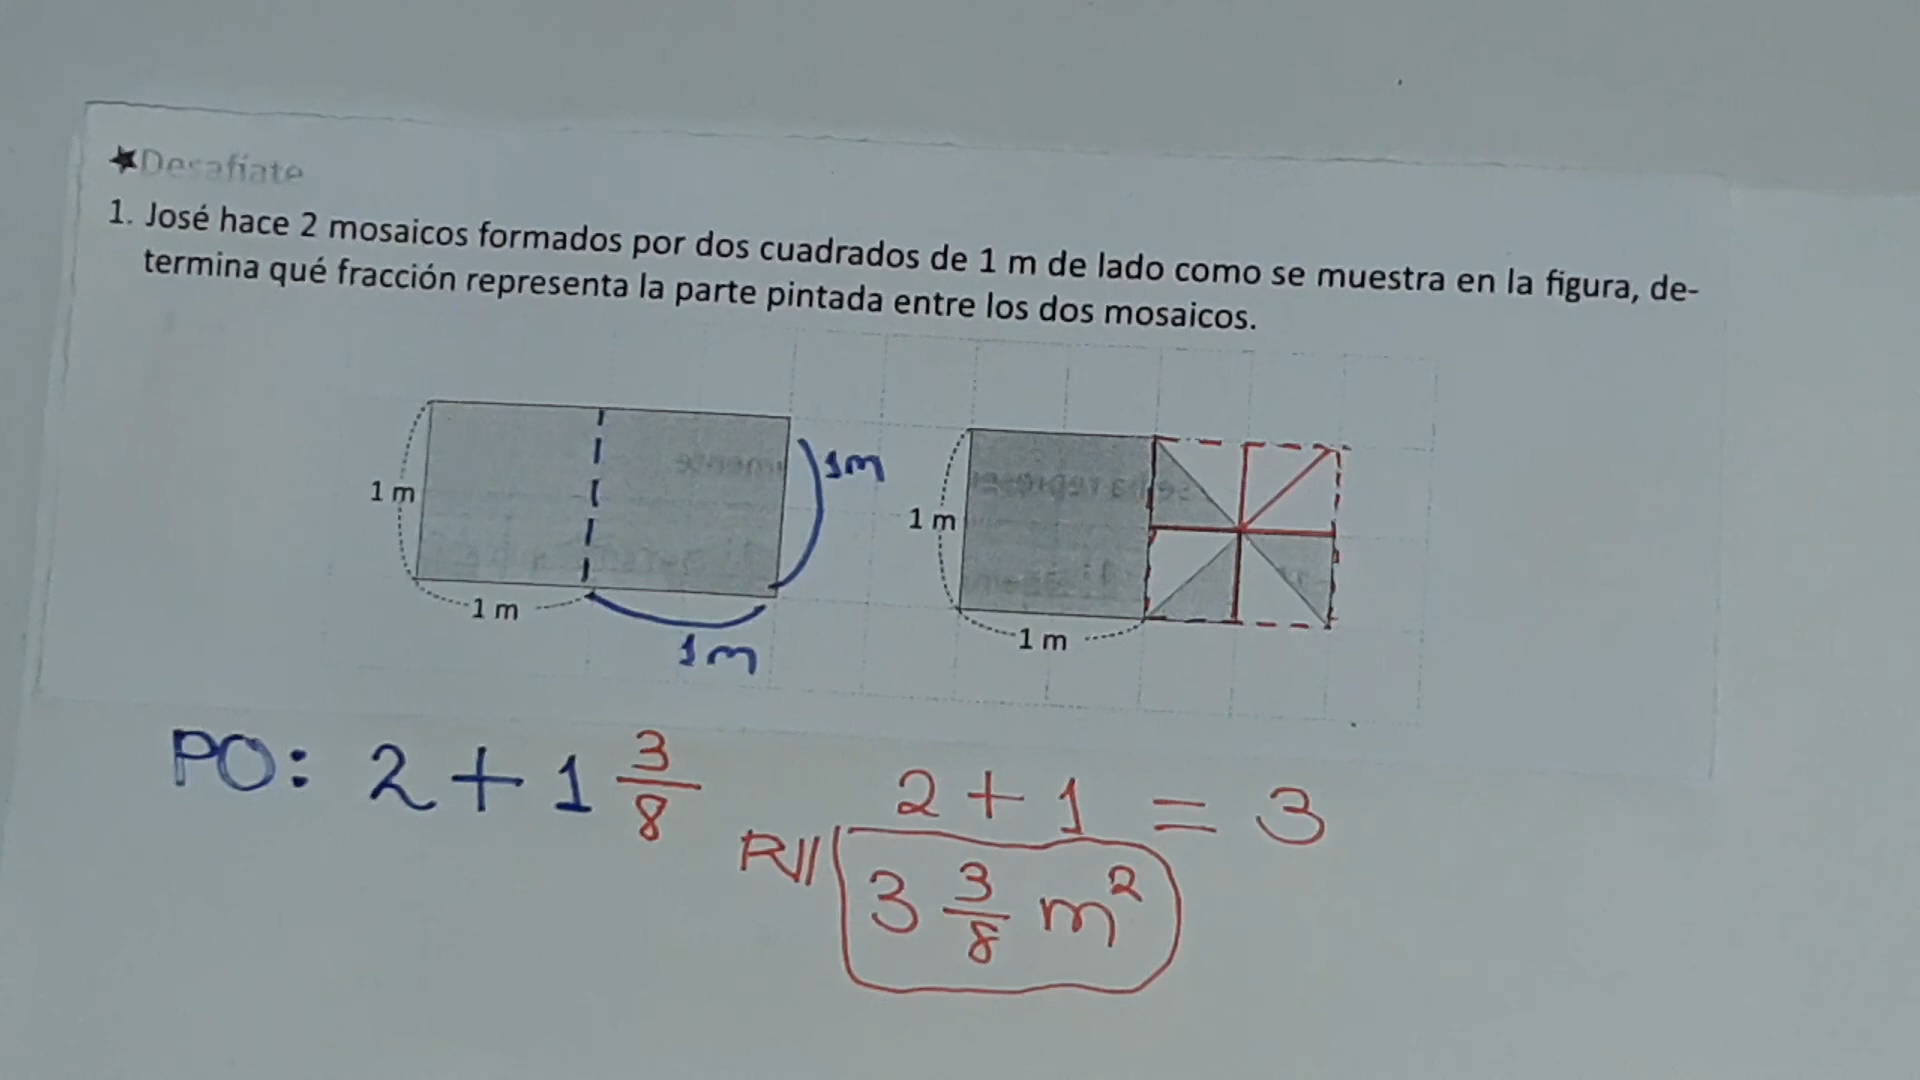 ★Desafíate
1. José hace 2 mosaicos formados por dos cuadrados de 1 m de lado como se muestra en la figura, de-
termina qué fracción representa la parte pintada entre los dos mosaicos.
1 m
1m
1 m
1m
1 m
1 m
PO: 2 + 1 3/8
2 + 1 = 3
R// 3 3/8 m²